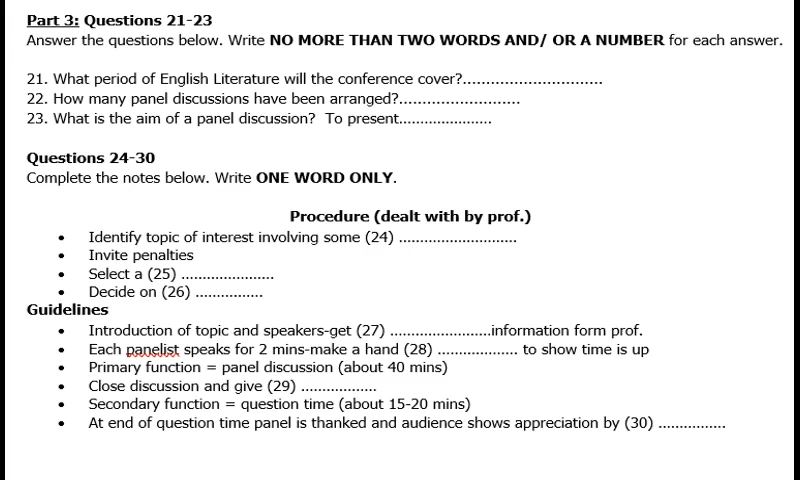 Part 3: Questions 21-23
Answer the questions below. Write NO MORE THAN TWO WORDS AND/ OR A NUMBER for each answer.
21. What period of English Literature will the conference cover?..............................
22. How many panel discussions have been arranged?..........................
23. What is the aim of a panel discussion?  To present......................
Questions 24-30
Complete the notes below. Write ONE WORD ONLY.
Procedure (dealt with by prof.)
• Identify topic of interest involving some (24) ............................
• Invite penalties
• Select a (25) ......................
• Decide on (26) ................
Guidelines
• Introduction of topic and speakers-get (27) ........................information form prof.
• Each panelist speaks for 2 mins-make a hand (28) ................... to show time is up
• Primary function = panel discussion (about 40 mins)
• Close discussion and give (29) ..................
• Secondary function = question time (about 15-20 mins)
• At end of question time panel is thanked and audience shows appreciation by (30) ................